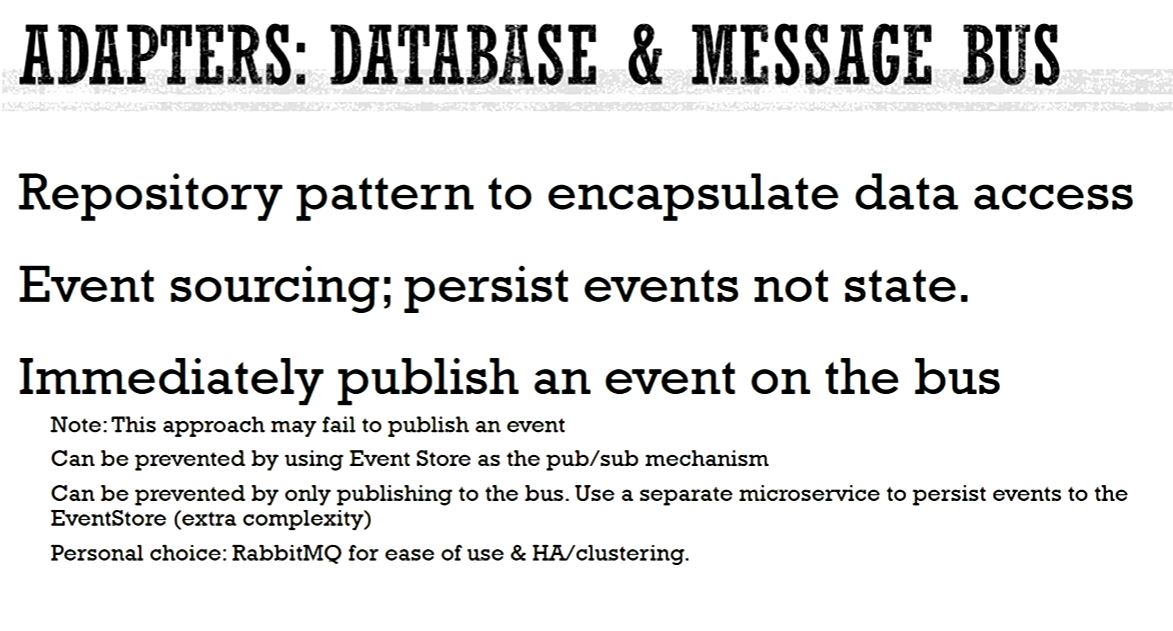 ADAPTERS: DATABASE & MESSAGE BUS
Repository pattern to encapsulate data access
Event sourcing; persist events not state.
Immediately publish an event on the bus
Note: This approach may fail to publish an event
Can be prevented by using Event Store as the pub/sub mechanism
Can be prevented by only publishing to the bus. Use a separate microservice to persist events to the
EventStore (extra complexity)
Personal choice: RabbitMQ for ease of use & HA/clustering.